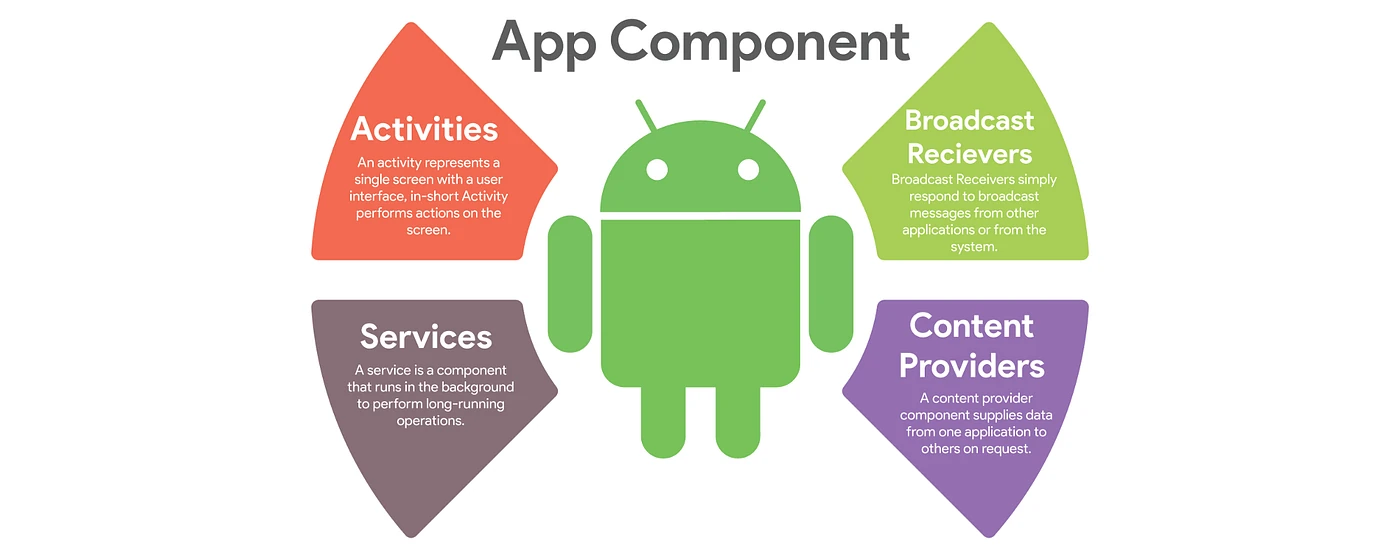 App Component
Activities
An activity represents a
single screen with a user
interface, in-short Activity
performs actions on the
screen.
Broadcast
Recievers
Broadcast Receivers simply
respond to broadcast
messages from other
applications or from the
system.
Services
A service is a component
that runs in the background
to perform long-running
operations.
Content
Providers
A content provider
component supplies data
from one application to
others on request.